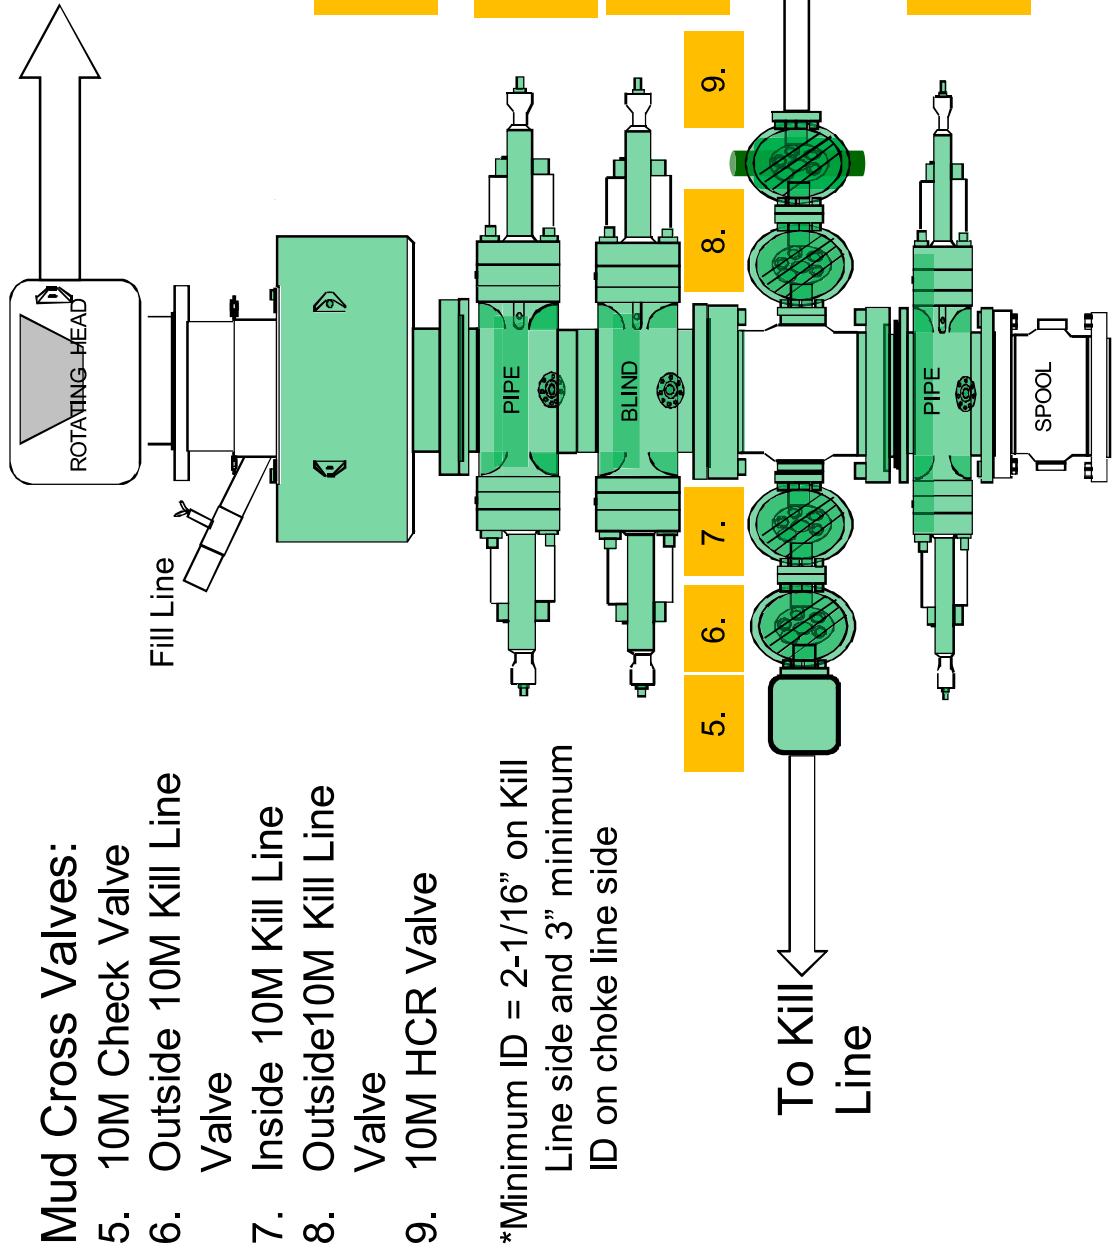 Mud Cross Valves:
5. 10M Check Valve
6. Outside 10M Kill Line
Valve
7. Inside 10M Kill Line
8. Outside10M Kill Line
Valve
9. 10M HCR Valve
*Minimum ID = 2-1/16” on Kill
Line side and 3” minimum
ID on choke line side
To Kill
Line
Fill Line
ROTATING HEAD
PIPE
BLIND
5.
6.
7.
8.
9.
PIPE
SPOOL